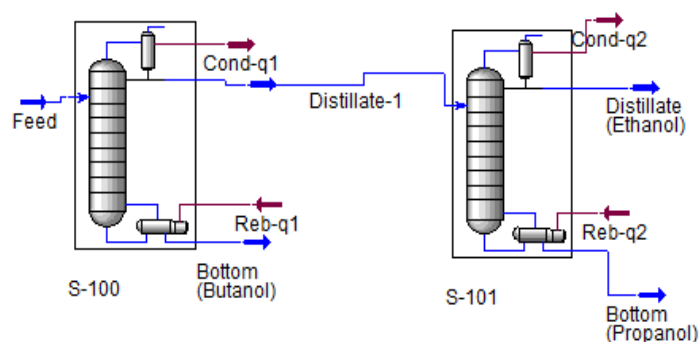 Feed
Cond-q1
Distillate-1
Reb-q1
Bottom
(Butanol)
S-100
Cond-q2
Distillate
(Ethanol)
Reb-q2
S-101
Bottom
(Propanol)